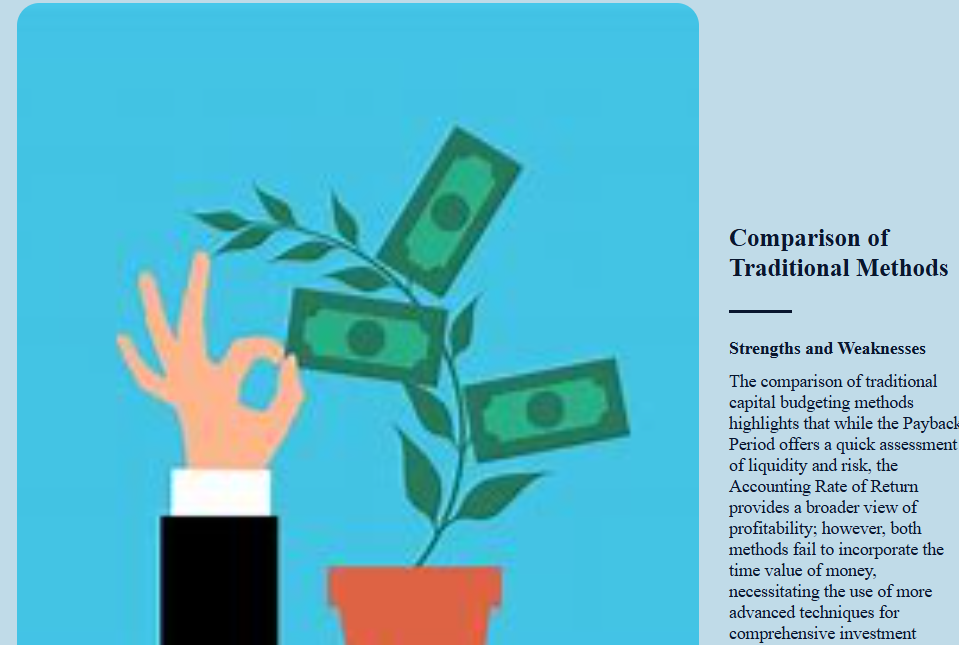 Comparison of
Traditional Methods
Strengths and Weaknesses
The comparison of traditional
capital budgeting methods
highlights that while the Payback
Period offers a quick assessment
of liquidity and risk, the
Accounting Rate of Return
provides a broader view of
profitability; however, both
methods fail to incorporate the
time value of money,
necessitating the use of more
advanced techniques for
comprehensive investment